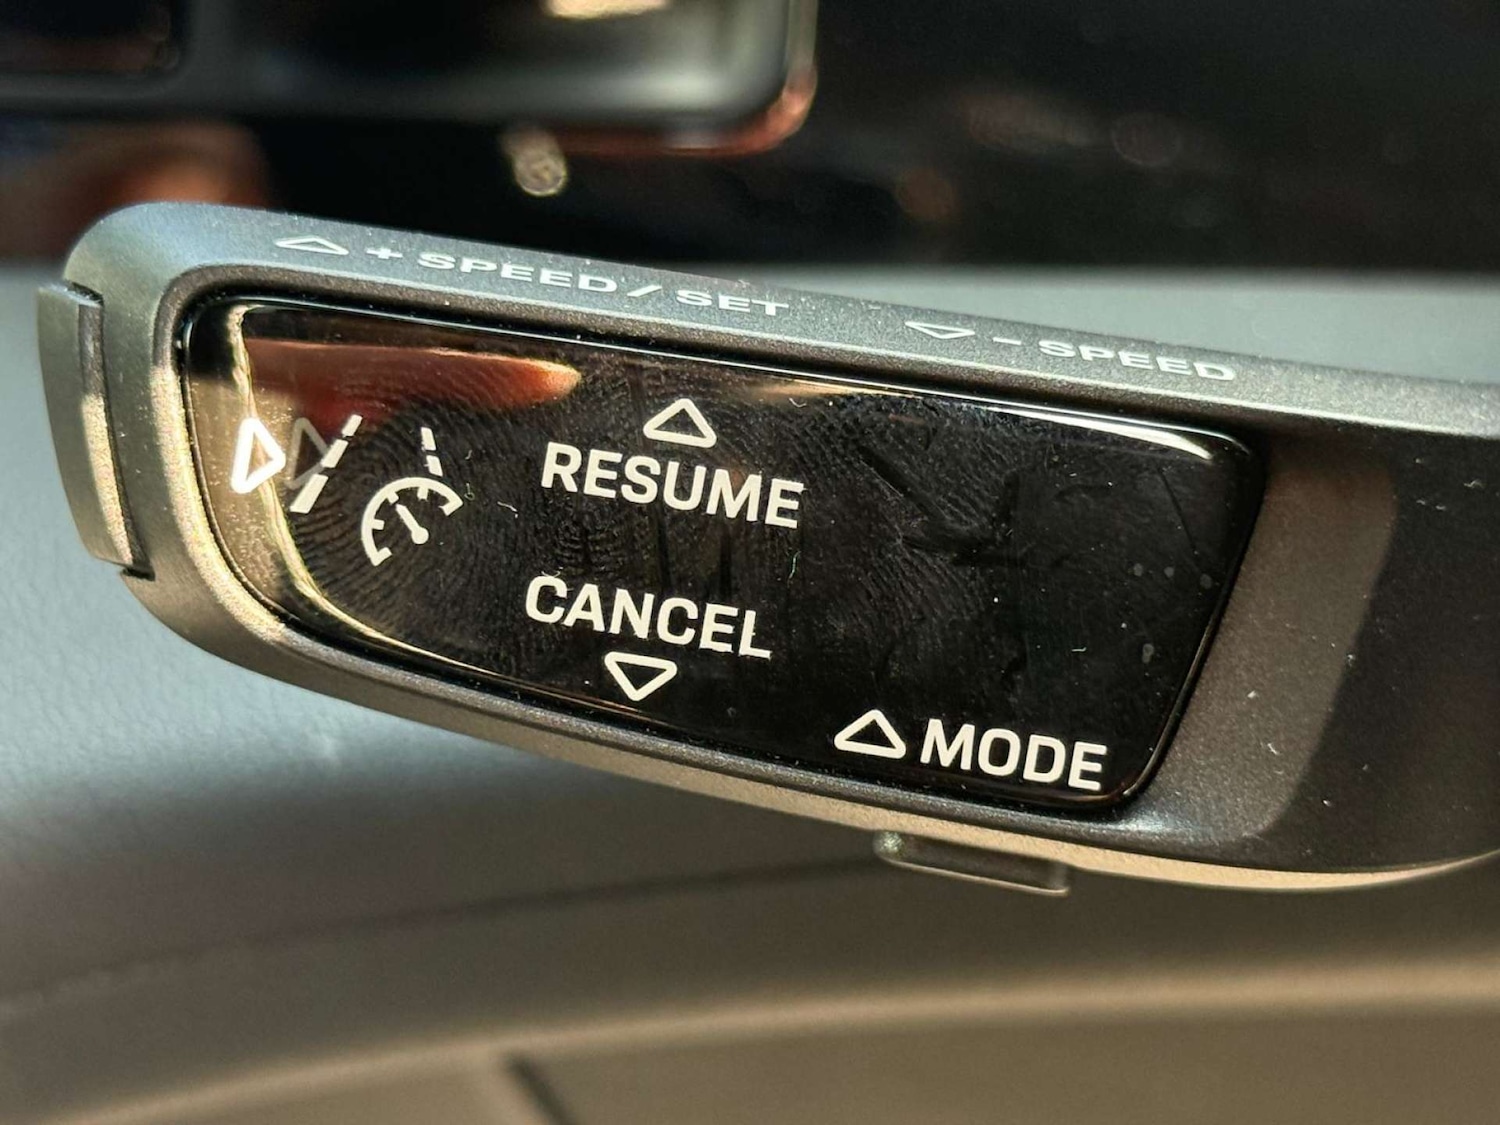 + SPEED / SET
- SPEED
RESUME
CANCEL
MODE